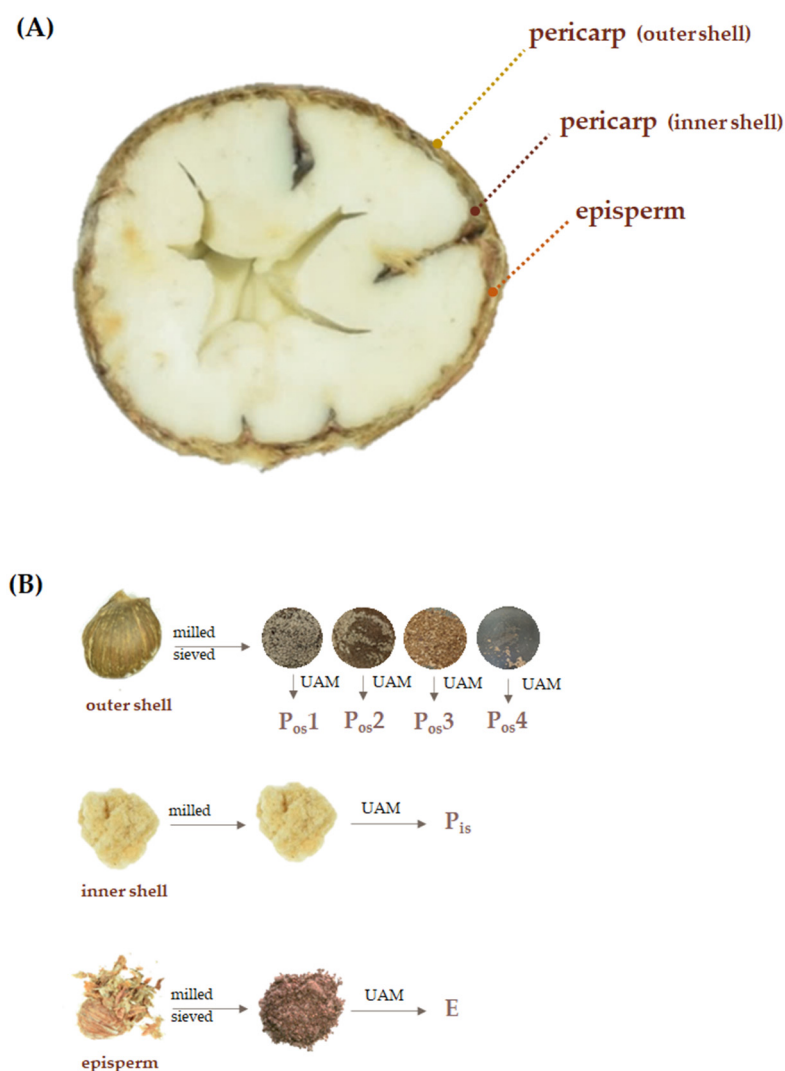 (A)
pericarp (outer shell)
pericarp (inner shell)
episperm
(B)
milled
sieved
UAM UAM UAM UAM
outer shell
Pos1 Pos2 Pos3 Pos4
milled
UAM
Pis
inner shell
milled
sieved
UAM
E
episperm